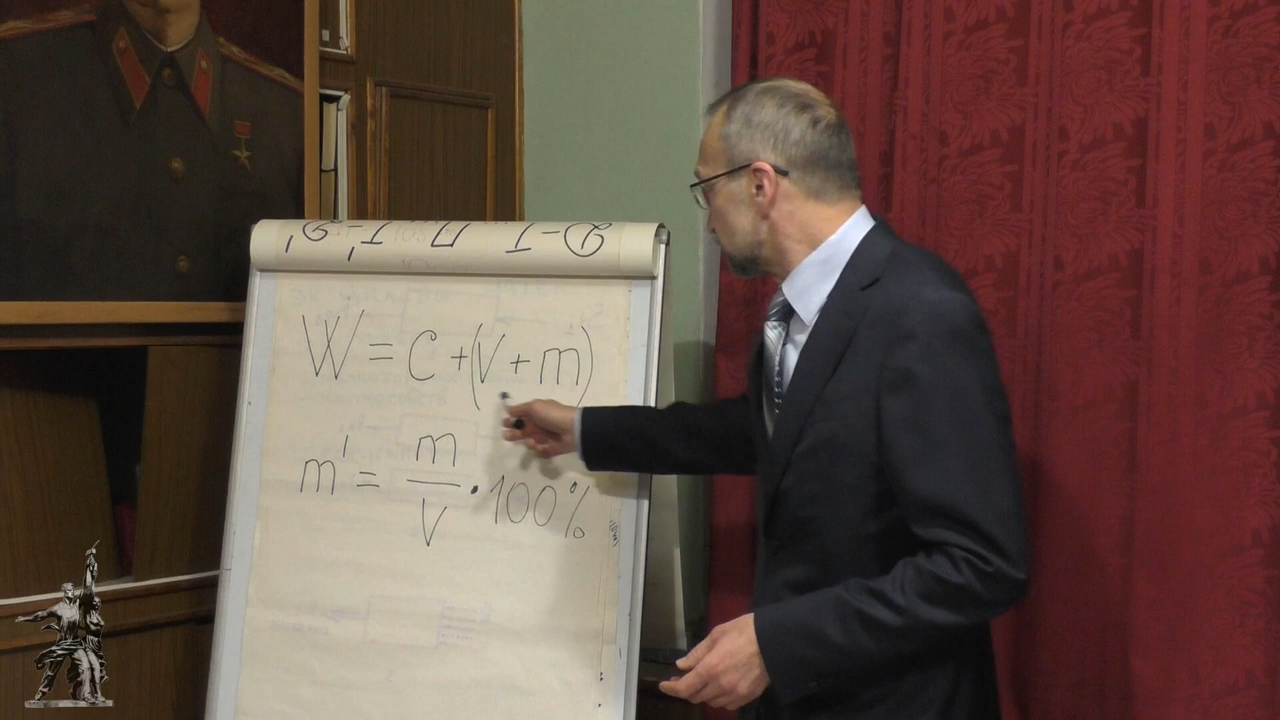 Д – Т ... П ... Т' – Д'
W = C + (V + m)
m' = m/V · 100%